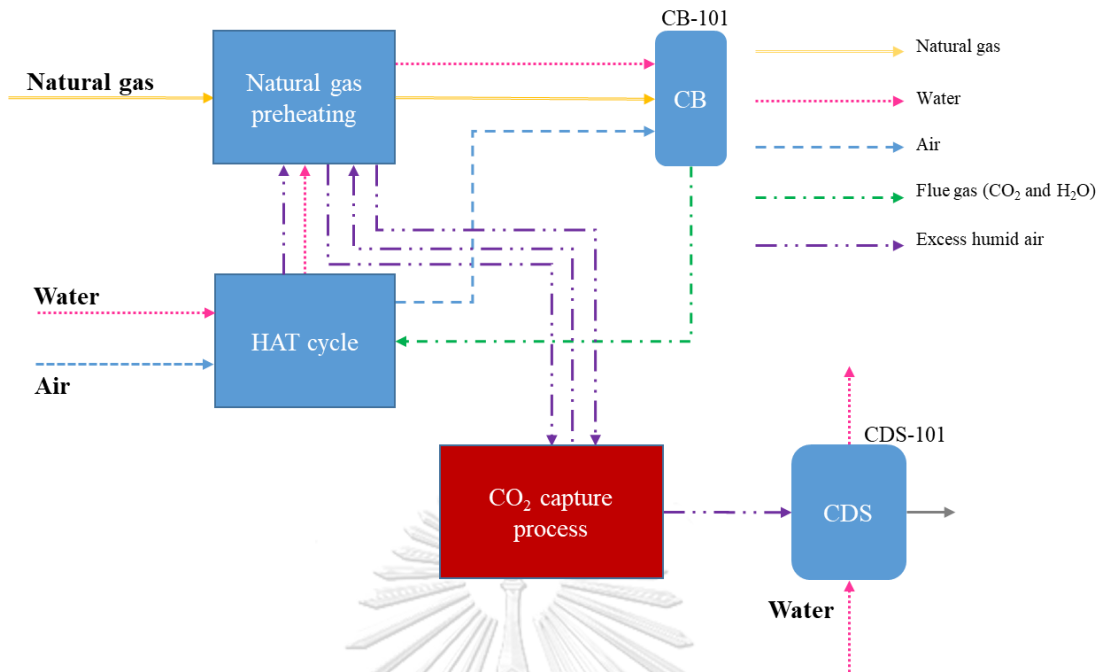 CB-101
Natural gas
Natural gas
Natural gas
preheating
CB
Water
Air
Flue gas (CO₂ and H₂O)
Excess humid air
Water
HAT cycle
Air
CDS-101
CO₂ capture
process
CDS
Water